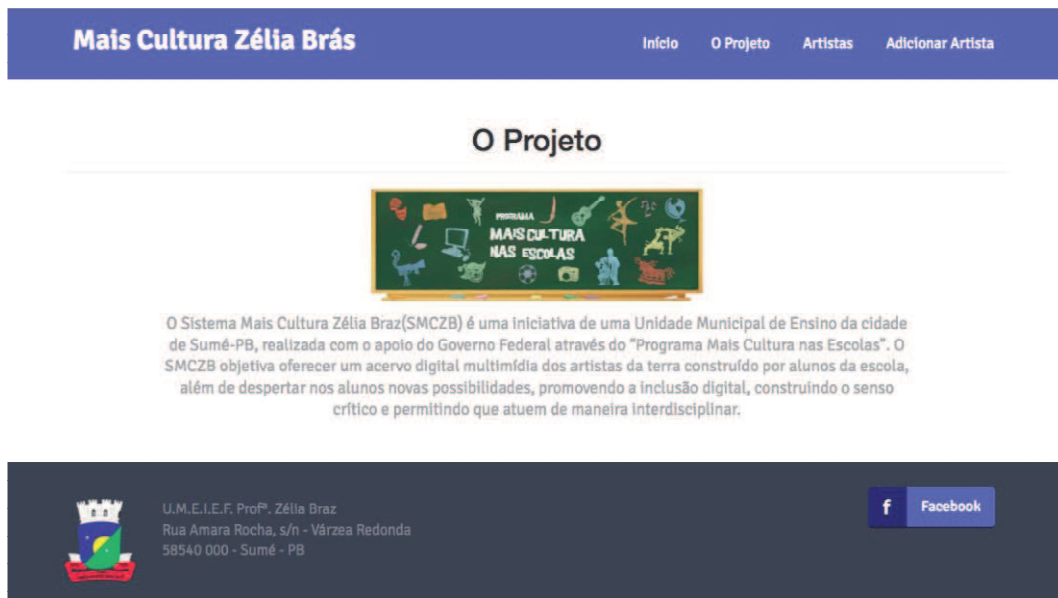 Mais Cultura Zélia Brás
Início O Projeto Artistas Adicionar Artista
O Projeto
PROGRAMA
MAIS CULTURA
NAS ESCOLAS
O Sistema Mais Cultura Zélia Braz(SMCZB) é uma iniciativa de uma Unidade Municipal de Ensino da cidade
de Sumé-PB, realizada com o apoio do Governo Federal através do "Programa Mais Cultura nas Escolas". O
SMCZB objetiva oferecer um acervo digital multimídia dos artistas da terra construído por alunos da escola,
além de despertar nos alunos novas possibilidades, promovendo a inclusão digital, construindo o senso
crítico e permitindo que atuem de maneira interdisciplinar.
U.M.E.I.E.F. Profª. Zélia Braz
Rua Amara Rocha, s/n - Várzea Redonda
58540 000 - Sumé - PB
f Facebook